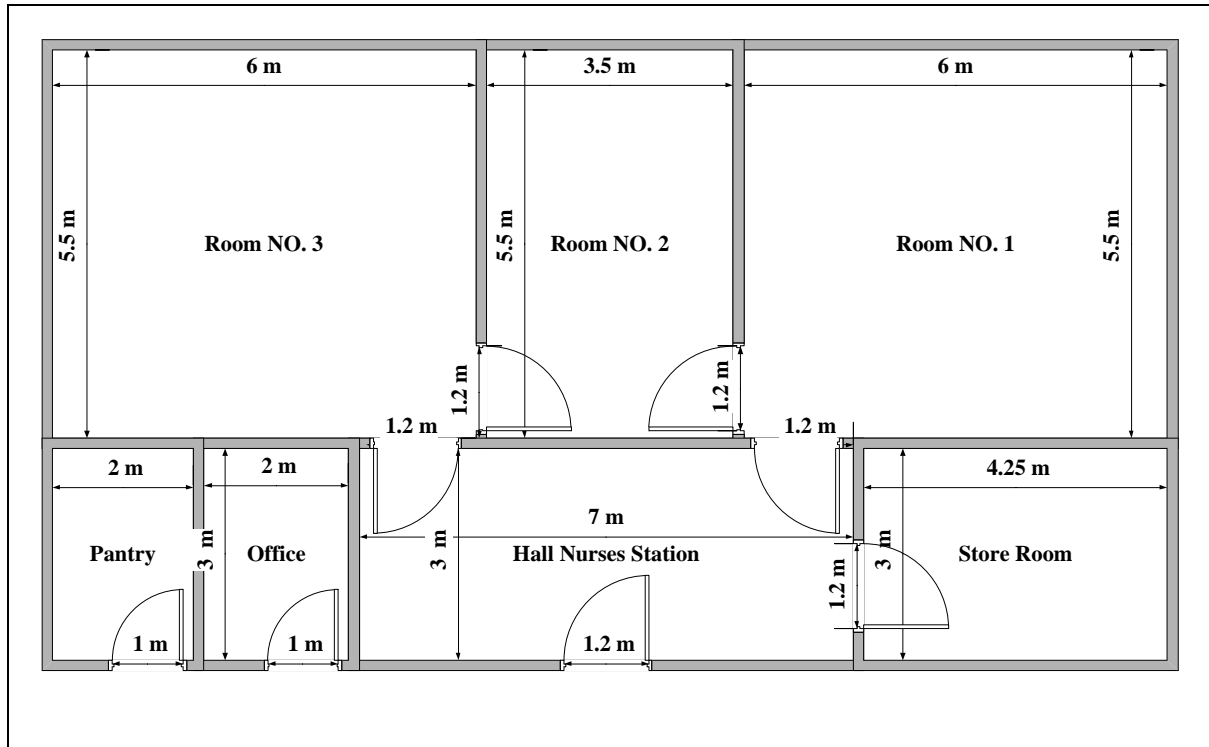 6 m
3.5 m
6 m
5.5 m
5.5 m
5.5 m
Room NO. 3
Room NO. 2
Room NO. 1
1.2 m
1.2 m
1.2 m
1.2 m
2 m
2 m
4.25 m
7 m
Pantry
3 m
Office
3 m
Hall Nurses Station
3 m
Store Room
1.2 m
1 m
1 m
1.2 m